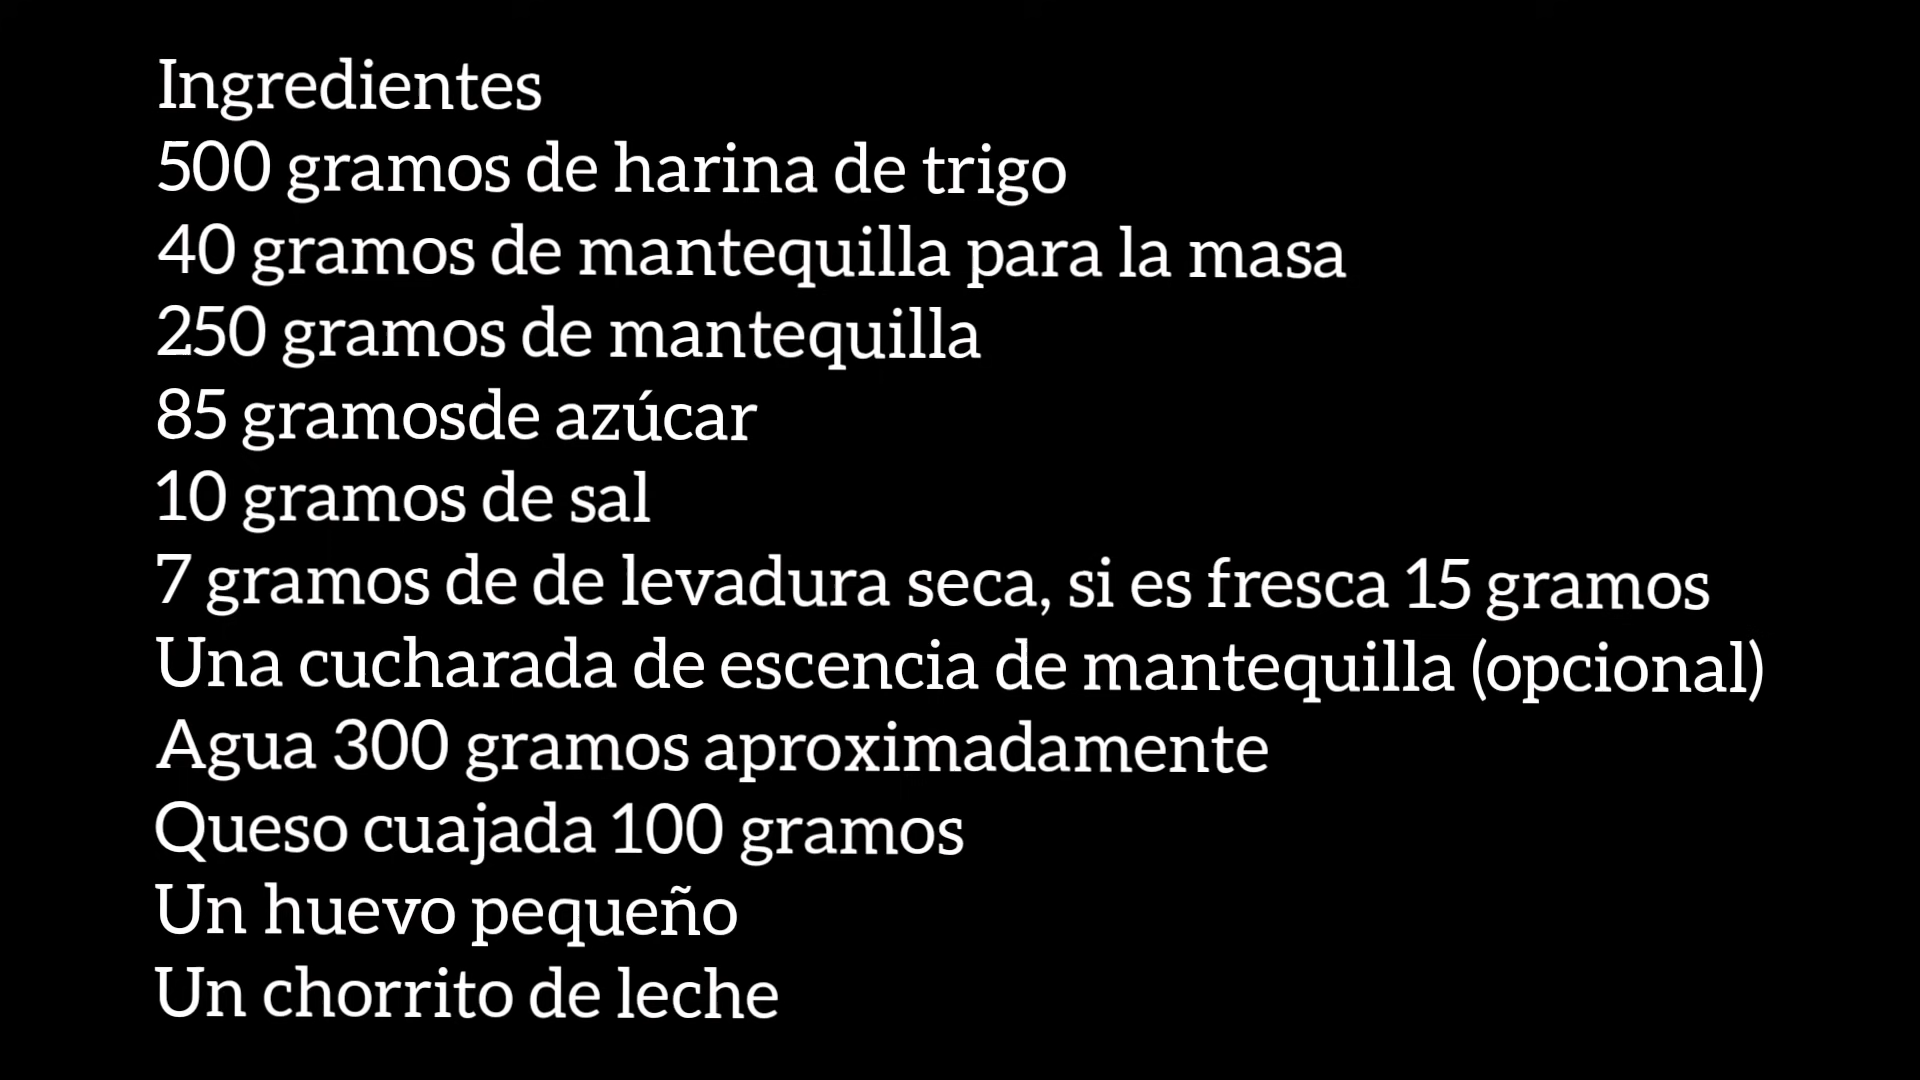 Ingredientes
500 gramos de harina de trigo
40 gramos de mantequilla para la masa
250 gramos de mantequilla
85 gramosde azúcar
10 gramos de sal
7 gramos de de levadura seca, si es fresca 15 gramos
Una cucharada de escencia de mantequilla (opcional)
Agua 300 gramos aproximadamente
Queso cuajada 100 gramos
Un huevo pequeño
Un chorrito de leche